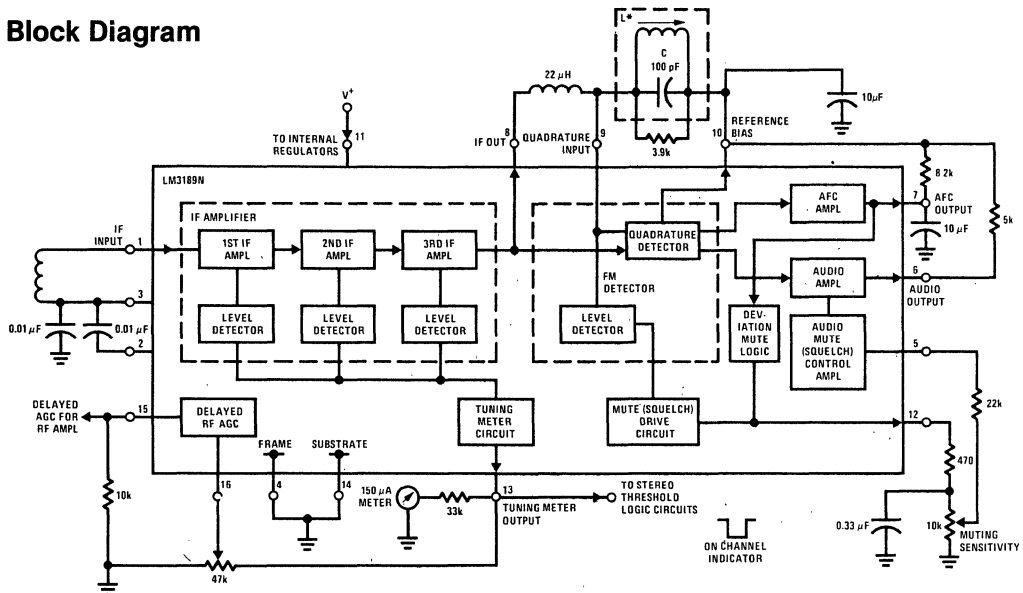 Block Diagram
L*
C
100 pF
22 μH
3.9k
10μF
V+
11
TO INTERNAL
REGULATORS
8
IF OUT
QUADRATURE
INPUT
9
10
REFERENCE
BIAS
8 2k
7
AFC
OUTPUT
10 μF
5k
6
AUDIO
OUTPUT
LM3189N
IF AMPLIFIER
IF
INPUT
1
1ST IF
AMPL
2ND IF
AMPL
3RD IF
AMPL
QUADRATURE
DETECTOR
AFC
AMPL
AUDIO
AMPL
FM
DETECTOR
3
0.01 μF
0.01 μF
2
LEVEL
DETECTOR
LEVEL
DETECTOR
LEVEL
DETECTOR
LEVEL
DETECTOR
DEV-
IATION
MUTE
LOGIC
AUDIO
MUTE
(SQUELCH)
CONTROL
AMPL
5
22k
DELAYED
AGC FOR
RF AMPL
15
DELAYED
RF AGC
TUNING
METER
CIRCUIT
MUTE (SQUELCH)
DRIVE
CIRCUIT
12
470
FRAME
SUBSTRATE
16
4
14
10k
47k
150 μA
METER
33k
13
TUNING METER
OUTPUT
TO STEREO
THRESHOLD
LOGIC CIRCUITS
ON CHANNEL
INDICATOR
0.33 μF
10k
MUTING
SENSITIVITY